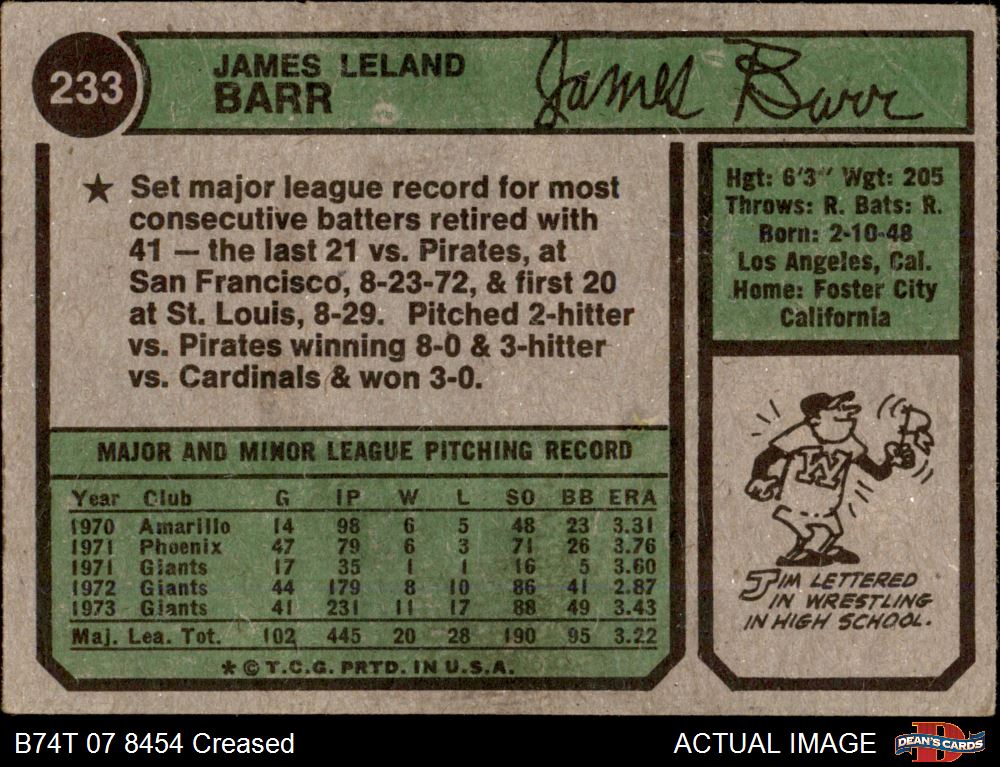 233
JAMES LELAND
BARR
James Barr
★ Set major league record for most
consecutive batters retired with
41 — the last 21 vs. Pirates, at
San Francisco, 8-23-72, & first 20
at St. Louis, 8-29. Pitched 2-hitter
vs. Pirates winning 8-0 & 3-hitter
vs. Cardinals & won 3-0.
Hgt: 6'3" Wgt: 205
Throws: R. Bats: R.
Born: 2-10-48
Los Angeles, Cal.
Home: Foster City
California
MAJOR AND MINOR LEAGUE PITCHING RECORD
Year Club G IP W L SO BB ERA
1970 Amarillo 14 98 6 5 48 23 3.31
1971 Phoenix 47 79 6 3 71 26 3.76
1971 Giants 17 35 1 1 16 5 3.60
1972 Giants 44 179 8 10 86 41 2.87
1973 Giants 41 231 11 17 88 49 3.43
Maj. Lea. Tot. 102 445 20 28 190 95 3.22
* © T.C.G. PRTD. IN U.S.A.
W
JIM LETTERED
IN WRESTLING
IN HIGH SCHOOL.
B74T 07 8454 Creased
ACTUAL IMAGE
D
DEAN'S CARDS